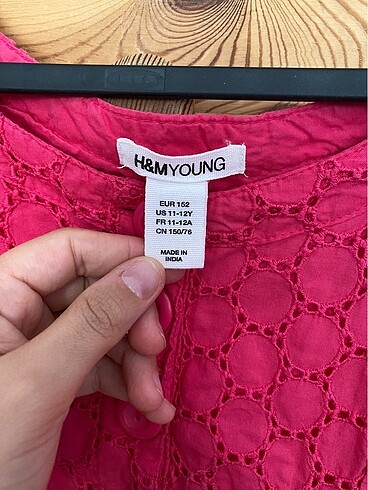 H&MYOUNG
EUR 152
US 11-12Y
FR 11-12A
CN 150/76
MADE IN
INDIA